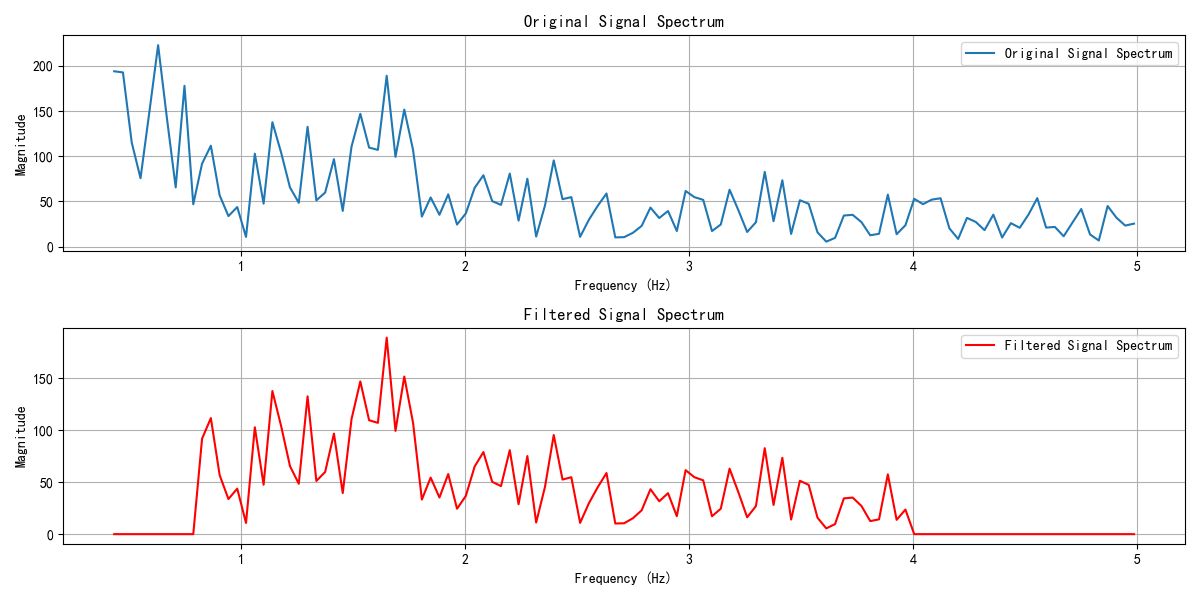 Original Signal Spectrum
Original Signal Spectrum
Magnitude
200
150
100
50
0
1 2 3 4 5
Frequency (Hz)
Filtered Signal Spectrum
Filtered Signal Spectrum
Magnitude
150
100
50
0
1 2 3 4 5
Frequency (Hz)